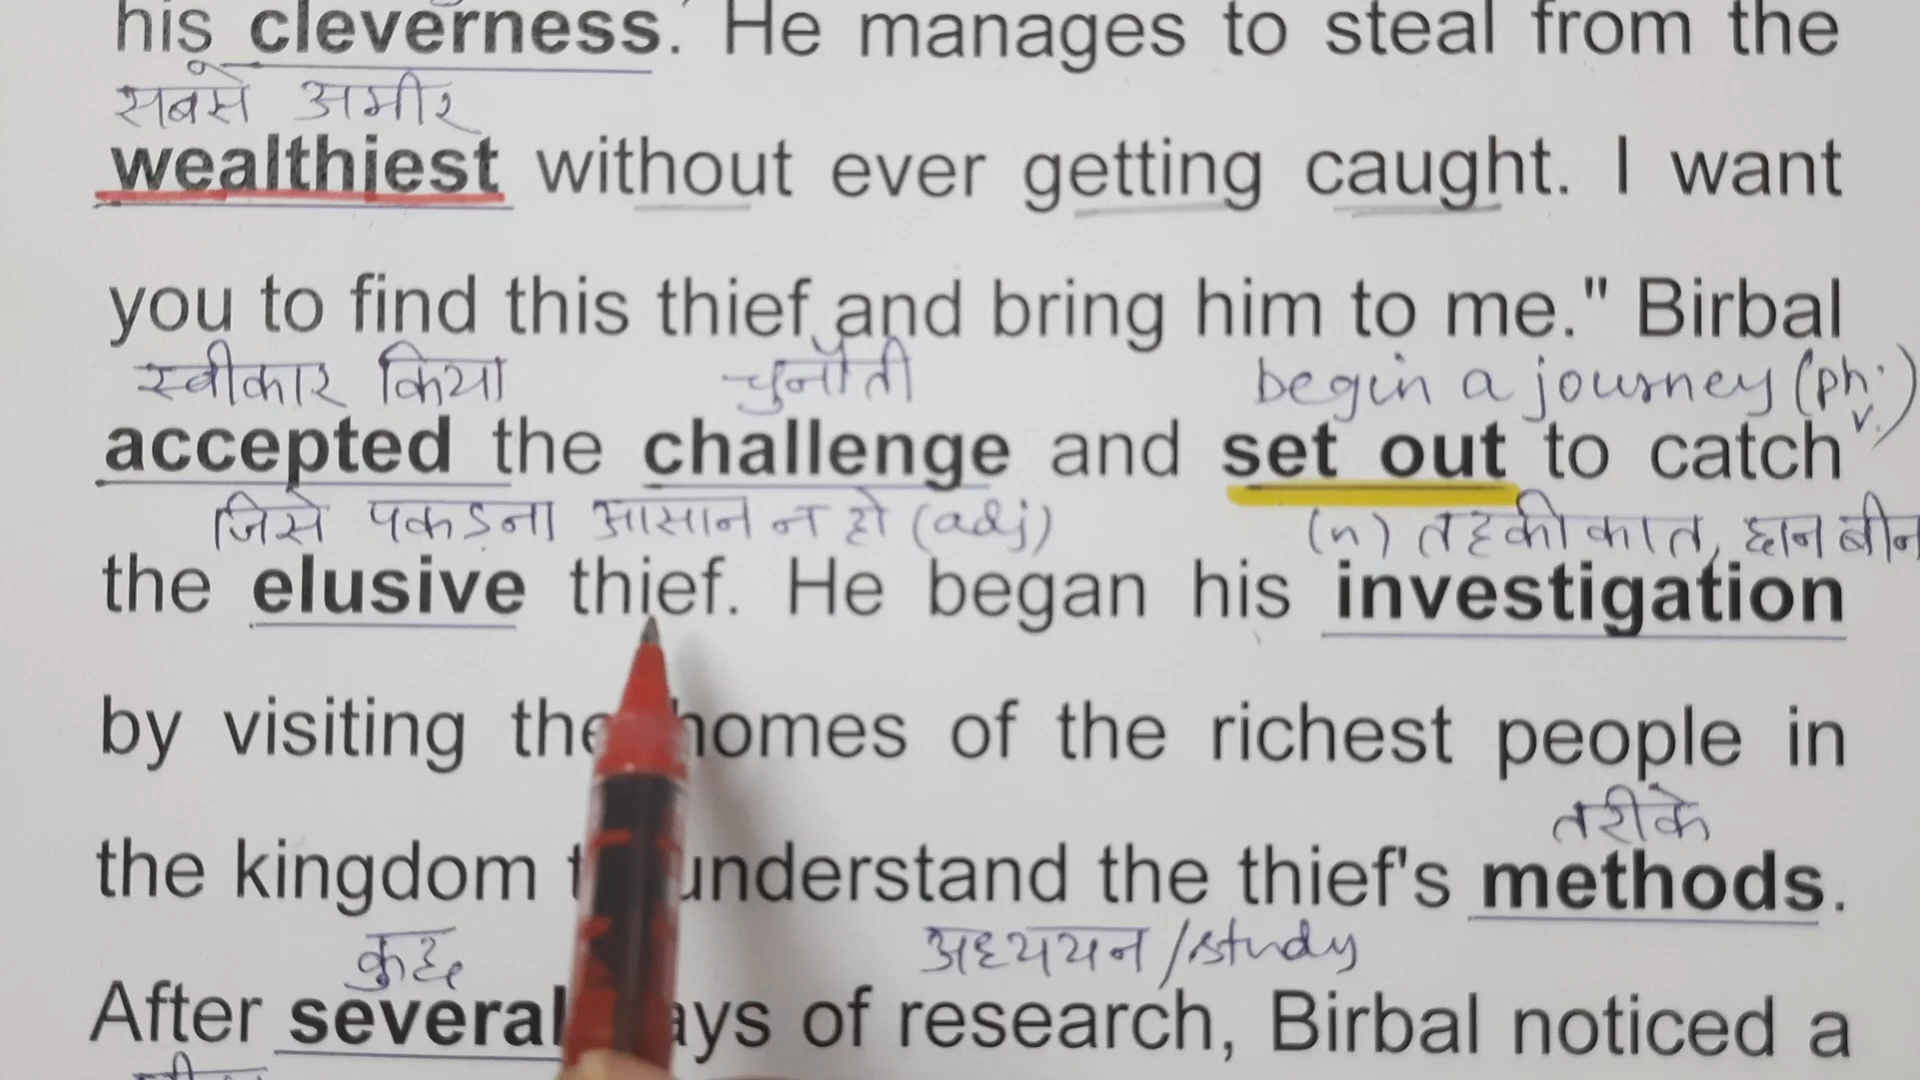 his cleverness. He manages to steal from the
सबसे अमीर
wealthiest without ever getting caught. I want
you to find this thief and bring him to me." Birbal
स्वीकार किया चुनौती begin a journey (ph. v.)
accepted the challenge and set out to catch
जिसे पकड़ना आसान न हो (adj) (n) तहकीकात, छानबीन
the elusive thief. He began his investigation
by visiting the homes of the richest people in
तरीके
the kingdom t understand the thief's methods.
कुछ अध्ययन/study
After several ays of research, Birbal noticed a